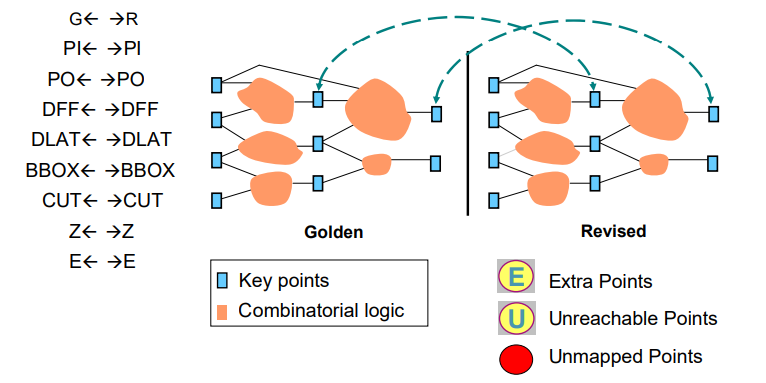 G← →R
PI← →PI
PO← →PO
DFF← →DFF
DLAT← →DLAT
BBOX← →BBOX
CUT← →CUT
Z← →Z
E← →E
Golden
Revised
Key points
Combinatorial logic
E Extra Points
U Unreachable Points
Unmapped Points